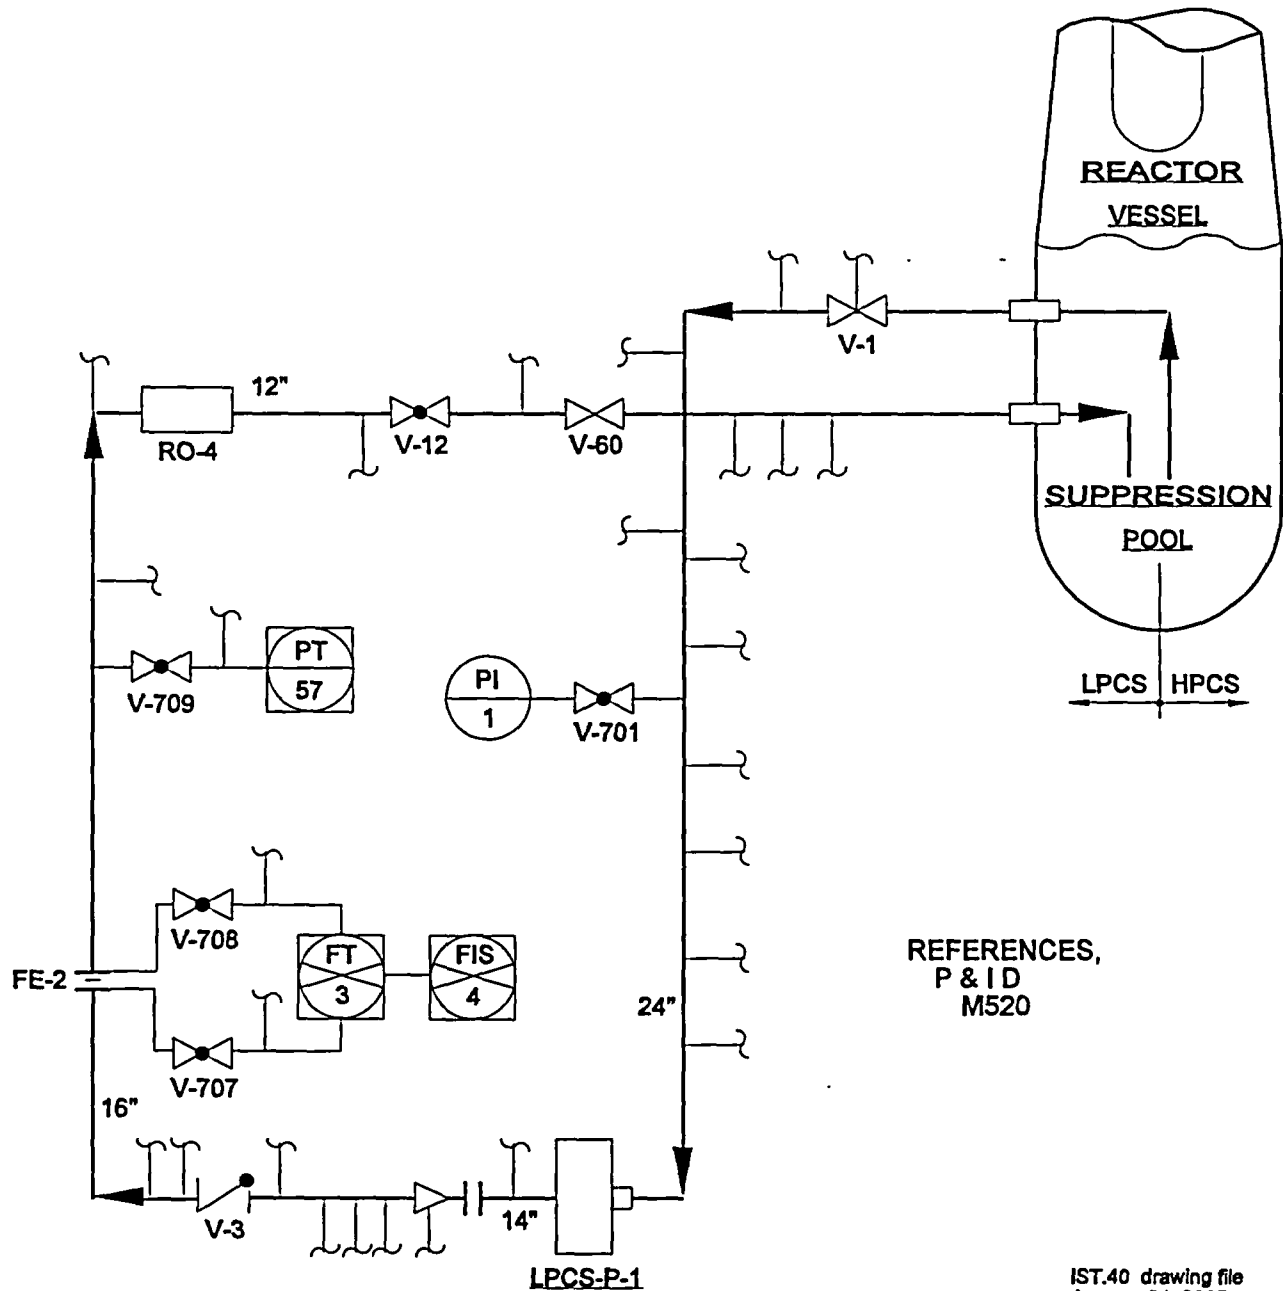 REACTOR
VESSEL
V-1
12"
RO-4
V-12
V-60
SUPPRESSION
POOL
PT
57
V-709
PI
1
V-701
LPCS
HPCS
V-708
FE-2
FT
3
FIS
4
V-707
24"
REFERENCES,
P & I D
M520
16"
V-3
14"
LPCS-P-1
IST.40 drawing file